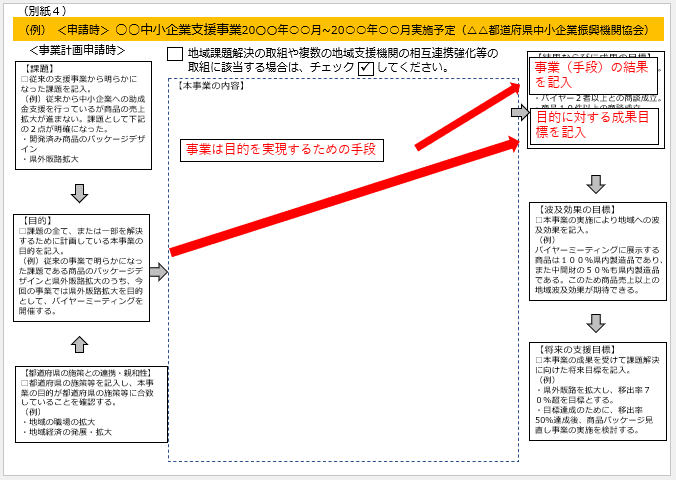 （別紙４）
（例）＜申請時＞ 〇〇中小企業支援事業20〇〇年〇〇月~20〇〇年〇〇月実施予定（△△都道府県中小企業振興機関協会）
＜事業計画申請時＞
地域課題解決の取組や複数の地域支援機関の相互連携強化等の
取組に該当する場合は、チェック ✓ してください。
【課題】
□従来の支援事業から明らかに
なった課題を記入。
（例）従来から中小企業への助成
金支援を行っているが商品の売上
拡大が進まない。課題として下記
の２点が明確になった。
・開発済み商品のパッケージデザ
イン
・県外販路拡大
【目的】
□課題の全て、または一部を解決
するために計画している本事業の
目的を記入。
（例）従来の事業で明らかになっ
た課題である商品のパッケージデ
ザインと県外販路拡大のうち、今
回の事業では県外販路拡大を目的
として、バイヤーミーティングを
開催する。
【都道府県の施策との連携・親和性】
□都道府県の施策等を記入し、本事
業の目的が都道府県の施策等に合致
していることを確認する。
（例）
・地域の職場の拡大
・地域経済の発展・拡大
【本事業の内容】
事業は目的を実現するための手段
事業（手段）の結果
を記入
・バイヤー２者以上との商談成立。
目的に対する成果目
標を記入
【波及効果の目標】
□本事業の実施により地域への波
及効果を記入。
（例）
バイヤーミーティングに展示する
商品は１００％県内製造品であり、
また中間財の５０％も県内製造品
である。このため商品売上以上の
地域波及効果が期待できる。
【将来の支援目標】
□本事業の成果を受けて課題解決
に向けた将来目標を記入。
（例）
・県外販路を拡大し、移出率７
０％超を目標とする。
・目標達成のために、移出率
50%達成後、商品パッケージ見
直し事業の実施を検討する。